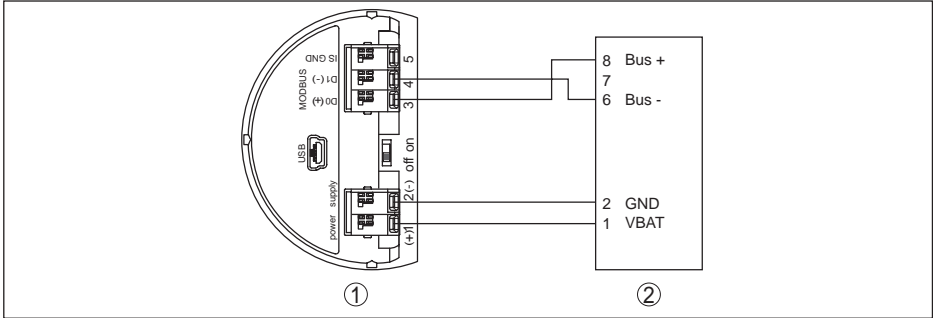 IS GND
MODBUS
D1(-)
D0(+)
5
4
3
USB
off on
power supply
2(-)
(+)1
8 Bus +
7
6 Bus -
2 GND
1 VBAT
1
2